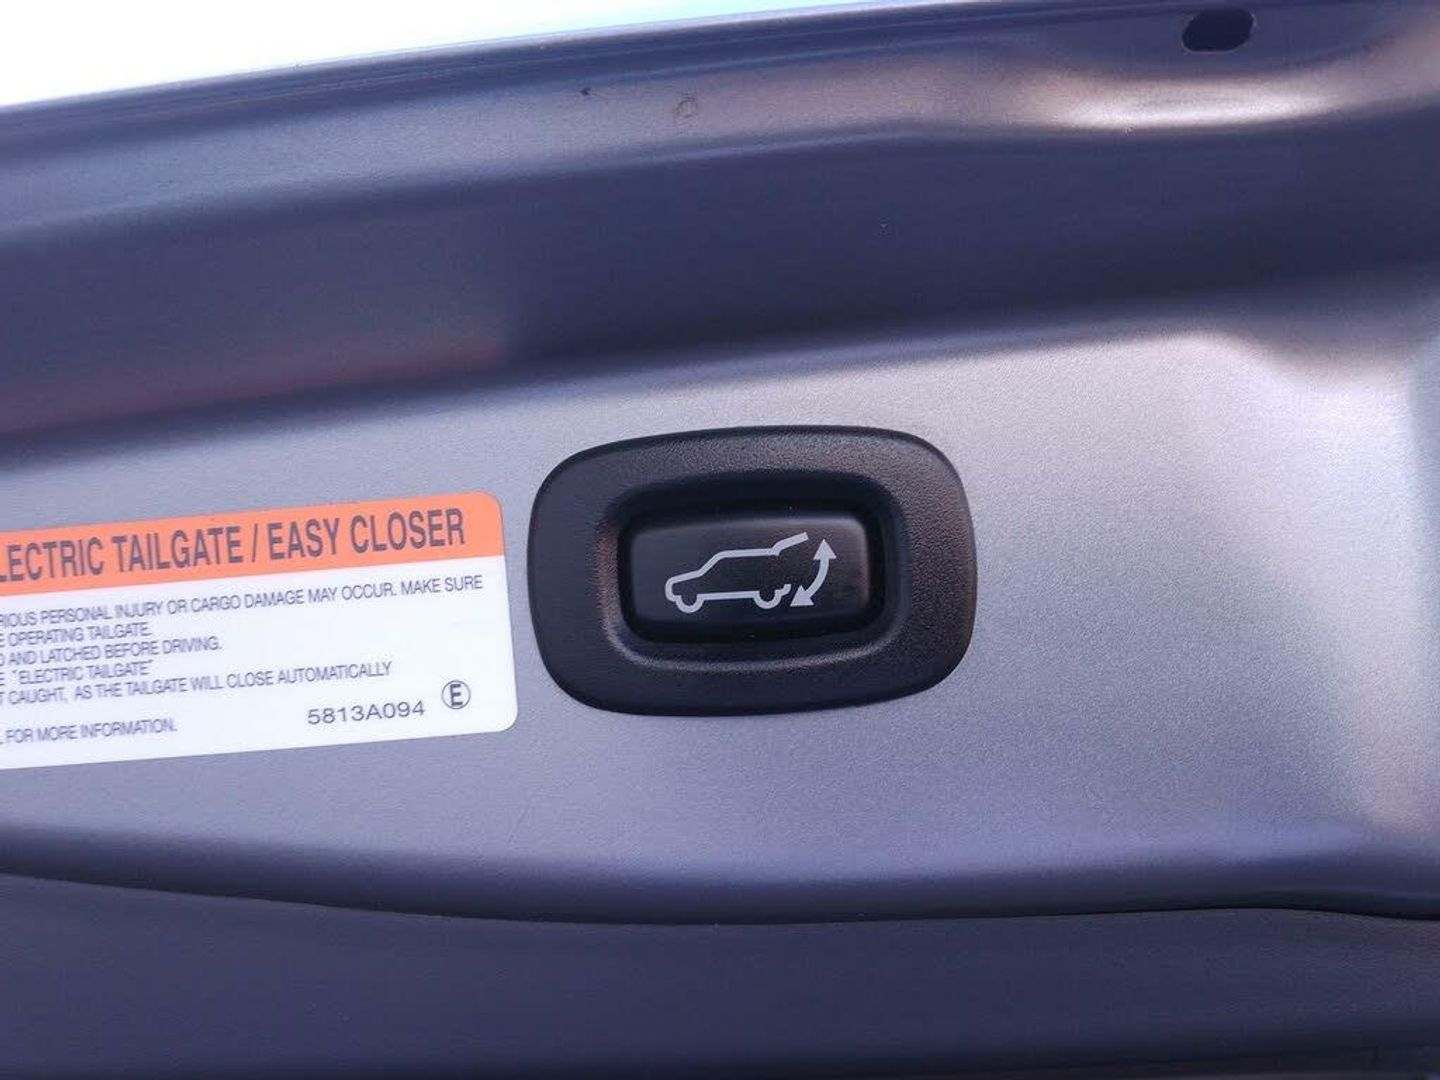 LECTRIC TAILGATE / EASY CLOSER
RIOUS PERSONAL INJURY OR CARGO DAMAGE MAY OCCUR. MAKE SURE
E OPERATING TAILGATE.
D AND LATCHED BEFORE DRIVING.
E "ELECTRIC TAILGATE"
T CAUGHT, AS THE TAILGATE WILL CLOSE AUTOMATICALLY
L FOR MORE INFORMATION.
5813A094 Ⓔ